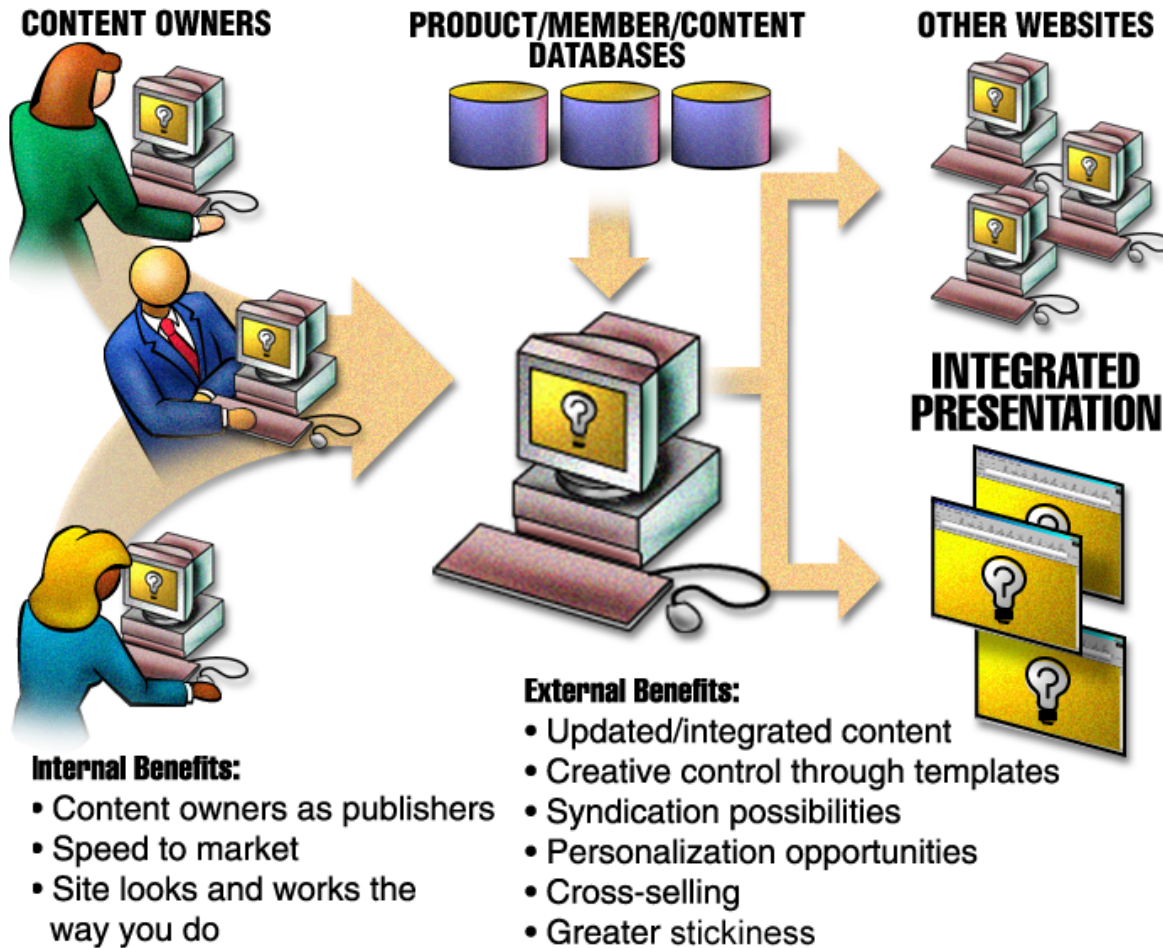 CONTENT OWNERS
PRODUCT/MEMBER/CONTENT
DATABASES
OTHER WEBSITES
INTEGRATED
PRESENTATION
Internal Benefits:
• Content owners as publishers
• Speed to market
• Site looks and works the
way you do
External Benefits:
• Updated/integrated content
• Creative control through templates
• Syndication possibilities
• Personalization opportunities
• Cross-selling
• Greater stickiness